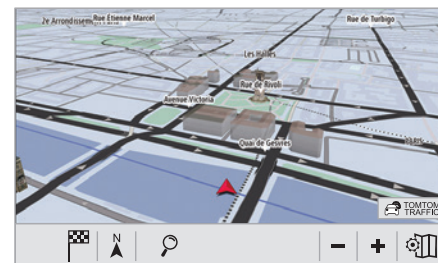 2e Arrondissement
Rue Étienne Marcel
Rue de Turbigo
Les Halles
Rue de Rivoli
Avenue Victoria
Quai de Gesvres
N
TOMTOM
TRAFFIC